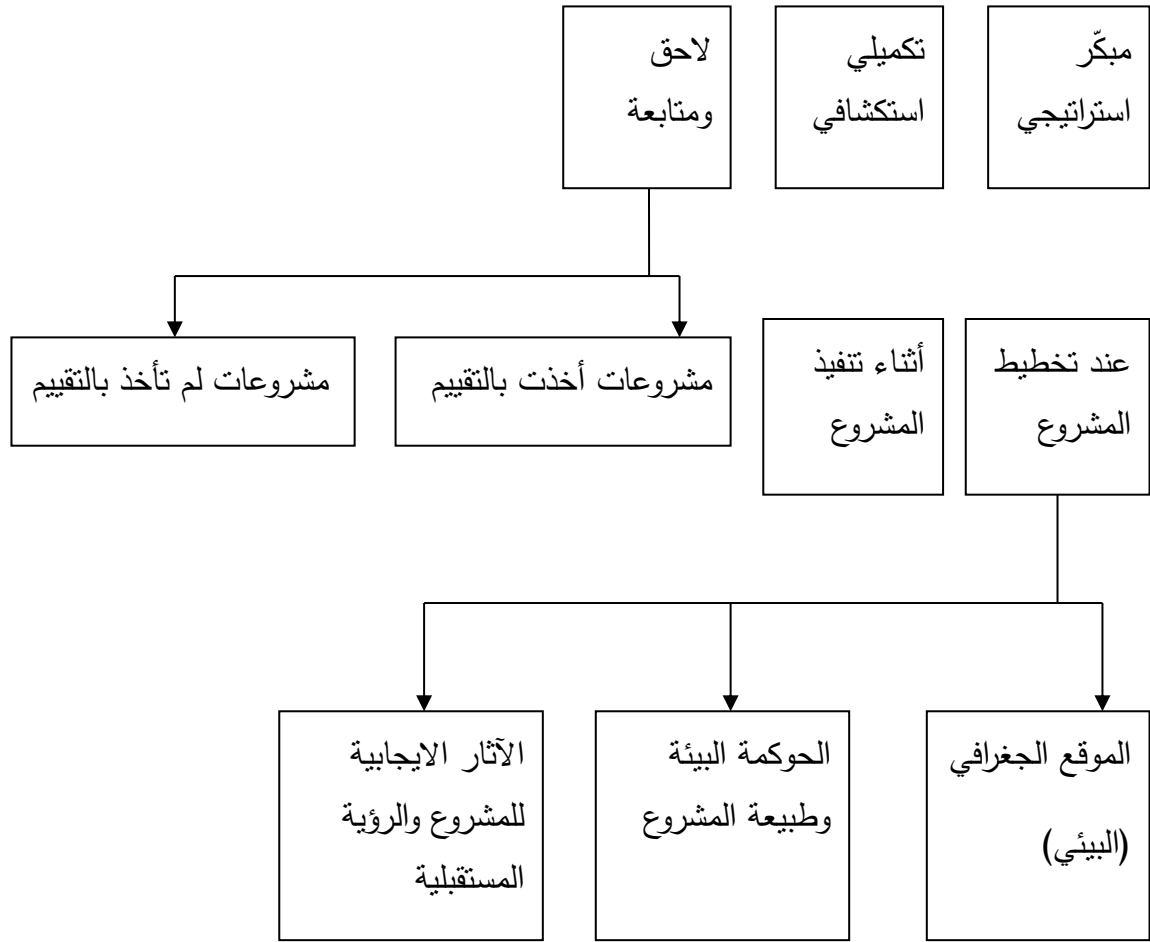 مبكّر
استراتيجي
تكميلي
استكشافي
لاحق
ومتابعة
عند تخطيط
المشروع
أثناء تنفيذ
المشروع
مشروعات أخذت بالتقييم
مشروعات لم تأخذ بالتقييم
الموقع الجغرافي
(البيئي)
الحوكمة البيئة
وطبيعة المشروع
الآثار الايجابية
للمشروع والرؤية
المستقبلية